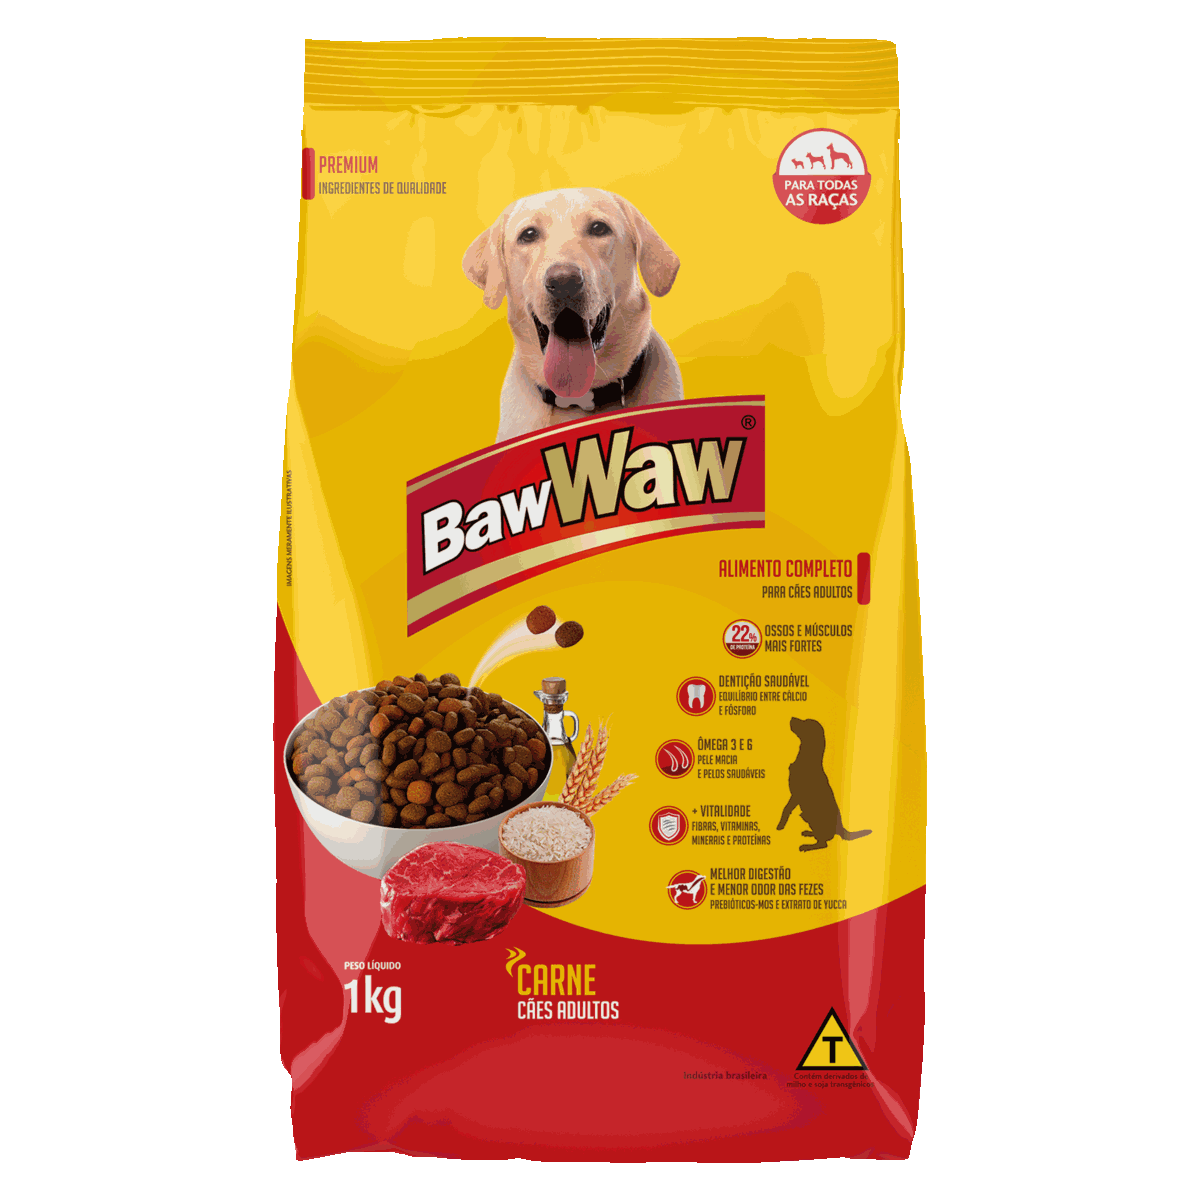 PREMIUM
INGREDIENTES DE QUALIDADE
PARA TODAS
AS RAÇAS
BawWaw®
IMAGENS MERAMENTE ILUSTRATIVAS
ALIMENTO COMPLETO
PARA CÃES ADULTOS
22%
DE PROTEÍNA
OSSOS E MÚSCULOS
MAIS FORTES
DENTIÇÃO SAUDÁVEL
EQUILÍBRIO ENTRE CÁLCIO
E FÓSFORO
ÔMEGA 3 E 6
PELE MACIA
E PELOS SAUDÁVEIS
+ VITALIDADE
FIBRAS, VITAMINAS,
MINERAIS E PROTEÍNAS
MELHOR DIGESTÃO
E MENOR ODOR DAS FEZES
PREBIÓTICOS-MOS E EXTRATO DE YUCCA
PESO LÍQUIDO
1kg
CARNE
CÃES ADULTOS
T
Indústria brasileira
Contém derivados de
milho e soja transgênicos